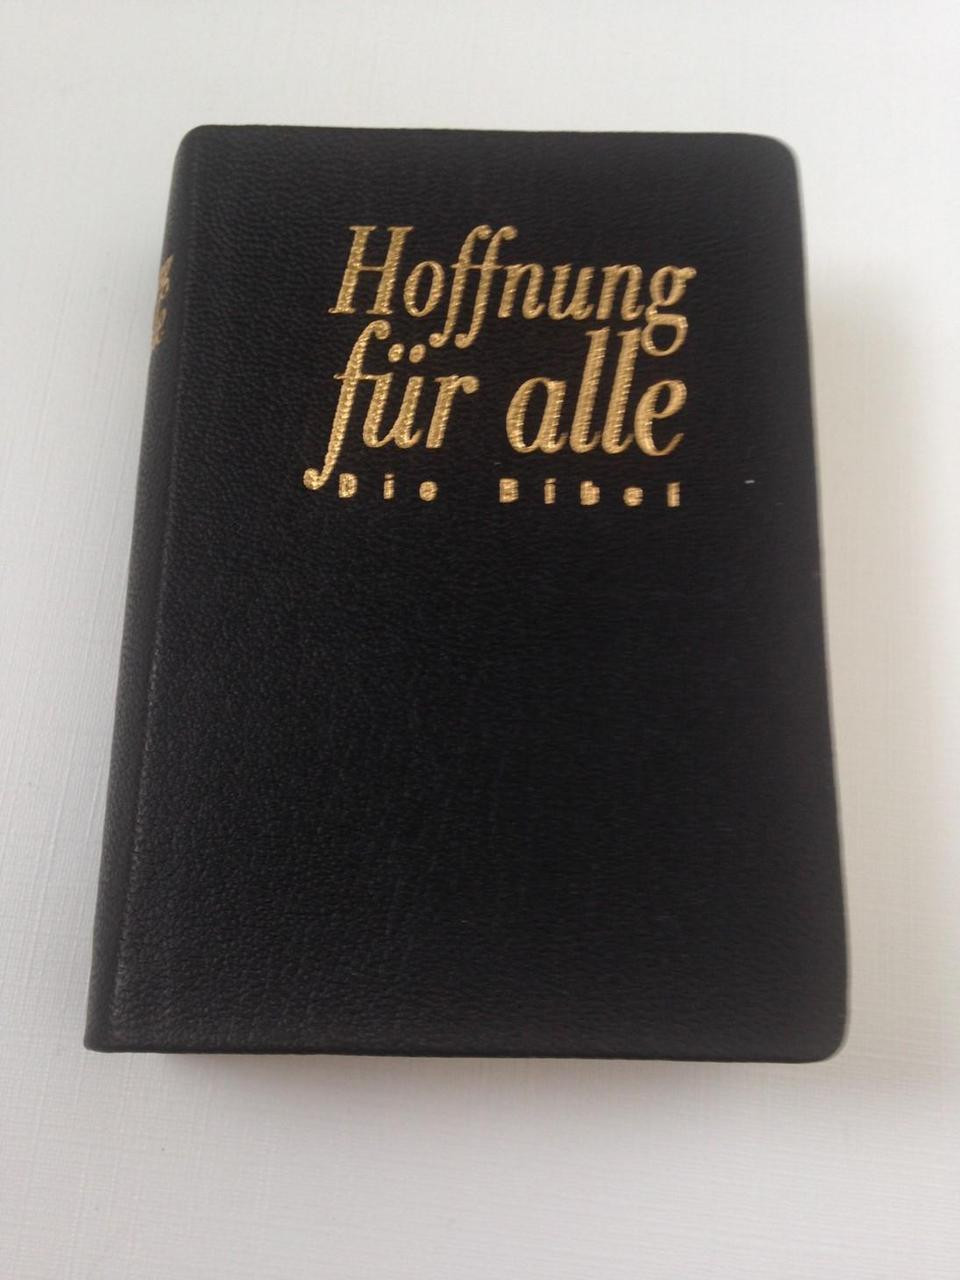 Hoffnung
für alle
Die Bibel